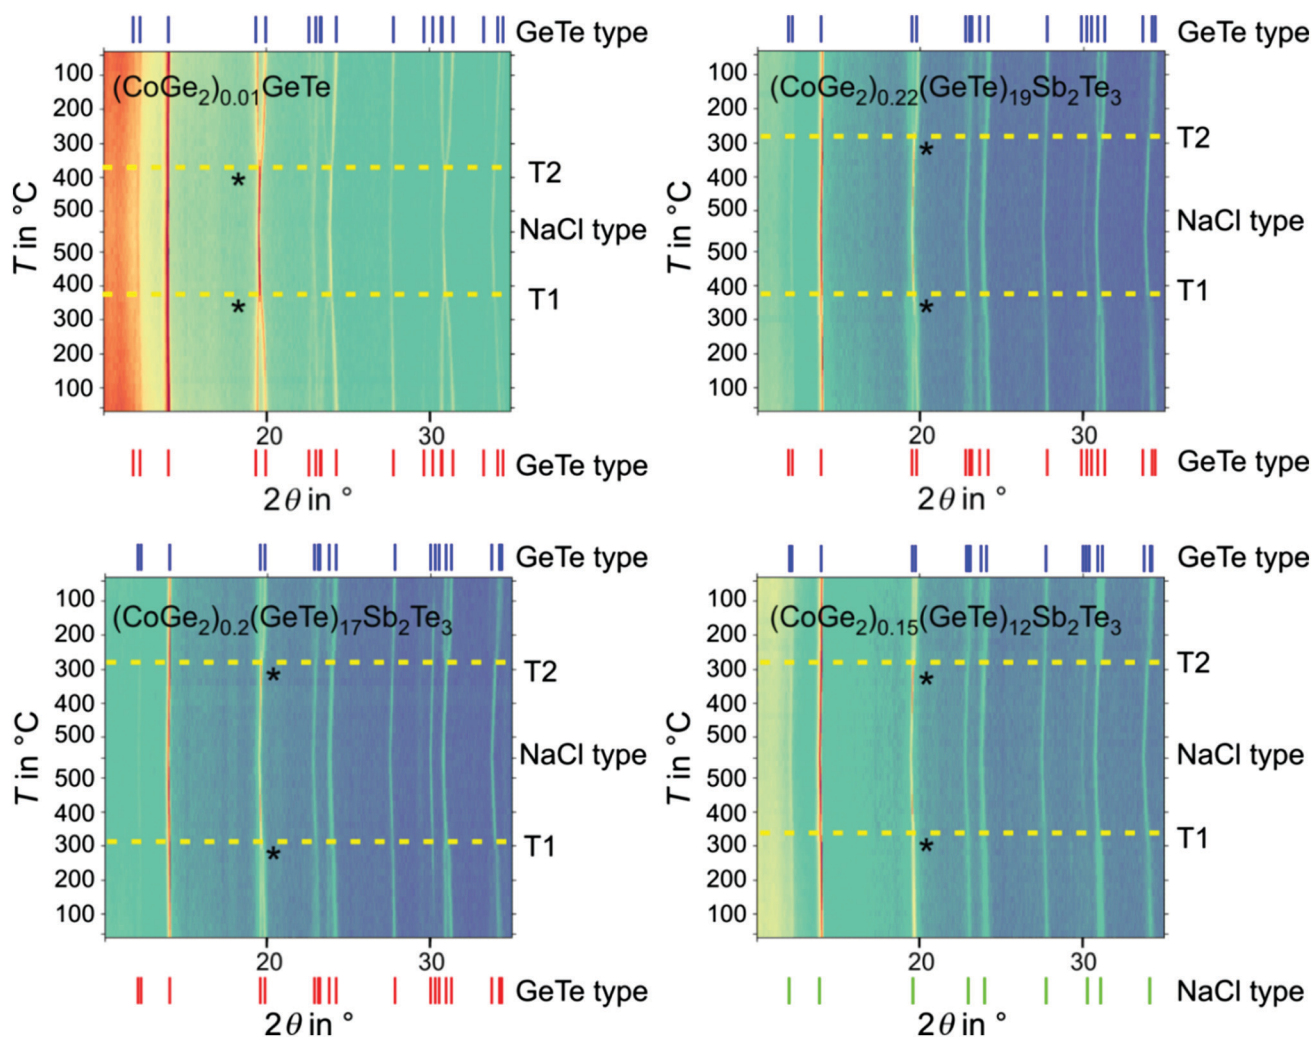 GeTe type
(CoGe2)0.01GeTe
100
200
300
400
500
500
400
300
200
100
T in °C
*
*
T2
NaCl type
T1
20
30
GeTe type
2θ in °
GeTe type
(CoGe2)0.22(GeTe)19Sb2Te3
100
200
300
400
500
500
400
300
200
100
T in °C
*
*
T2
NaCl type
T1
20
30
GeTe type
2θ in °
GeTe type
(CoGe2)0.2(GeTe)17Sb2Te3
100
200
300
400
500
500
400
300
200
100
T in °C
*
*
T2
NaCl type
T1
20
30
GeTe type
2θ in °
GeTe type
(CoGe2)0.15(GeTe)12Sb2Te3
100
200
300
400
500
500
400
300
200
100
T in °C
*
*
T2
NaCl type
T1
20
30
NaCl type
2θ in °